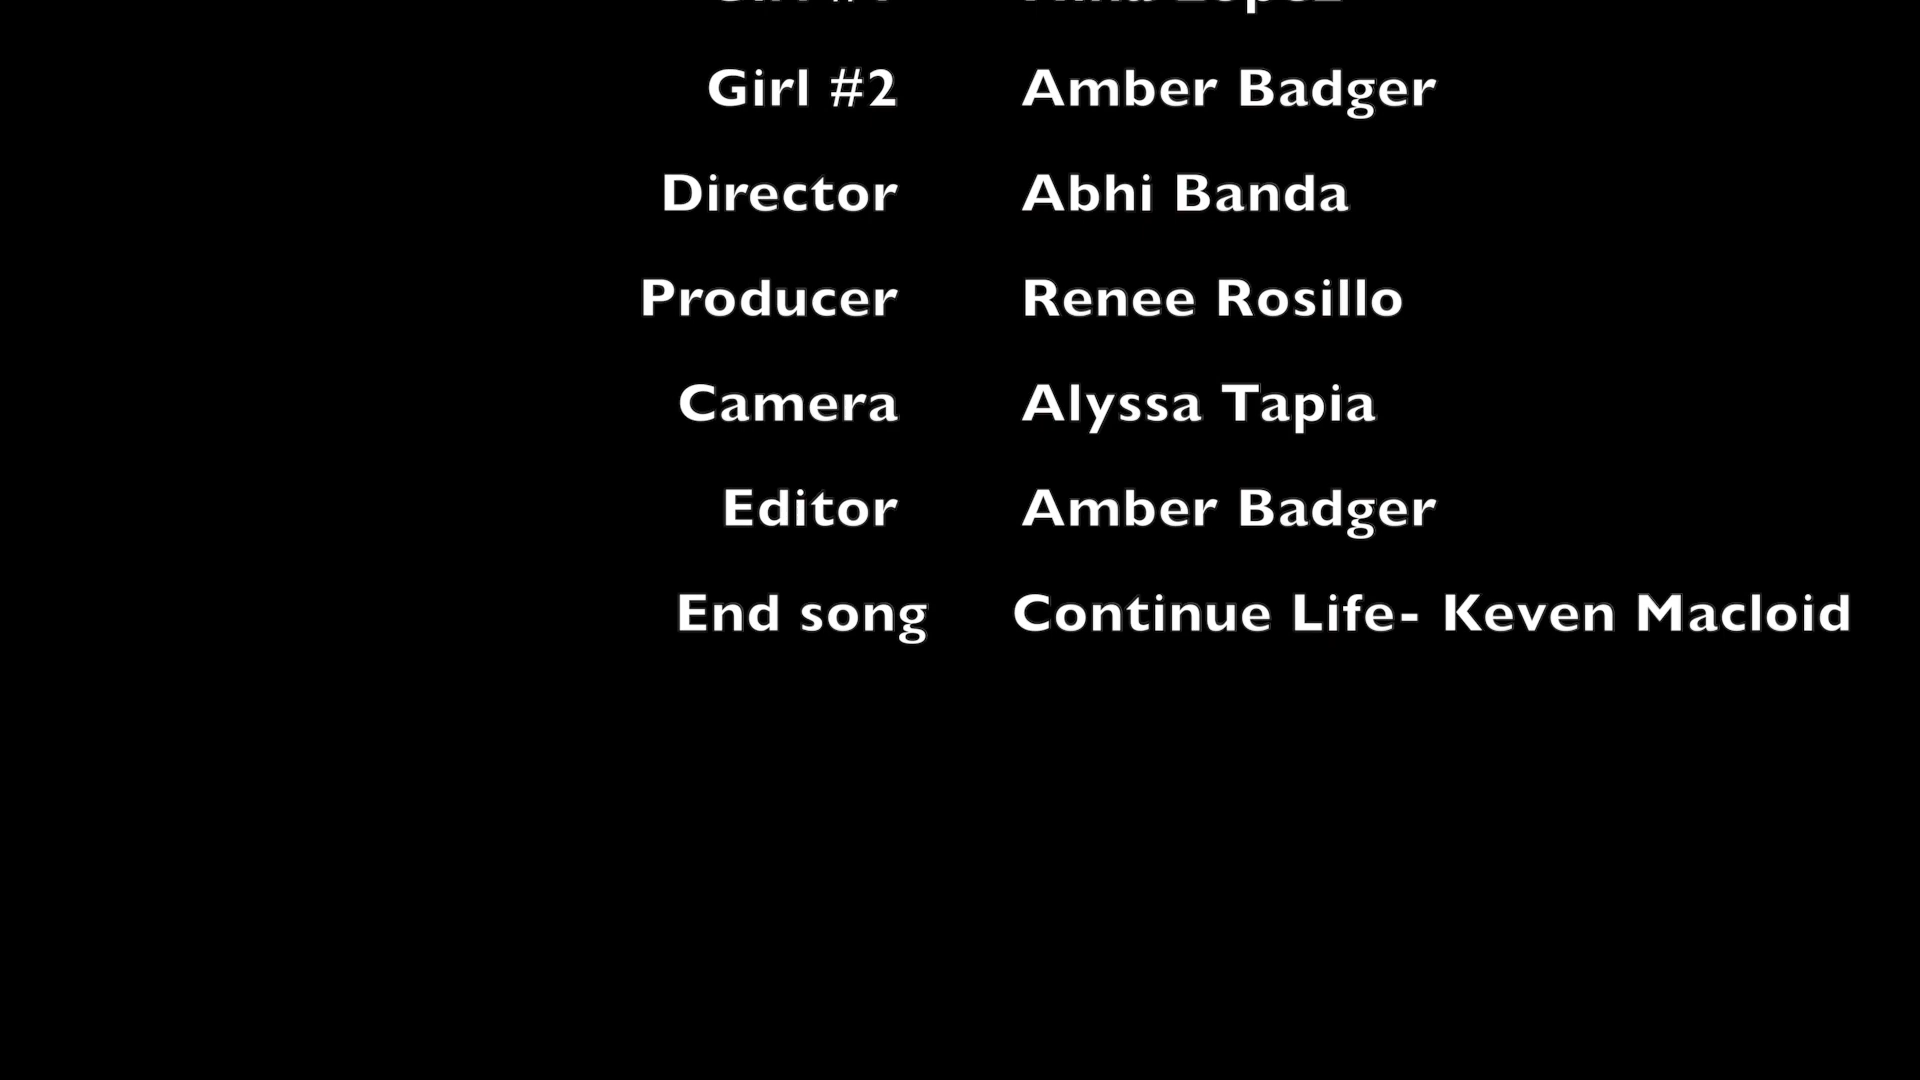 Girl #2 Amber Badger
Director Abhi Banda
Producer Renee Rosillo
Camera Alyssa Tapia
Editor Amber Badger
End song Continue Life- Keven Macloid